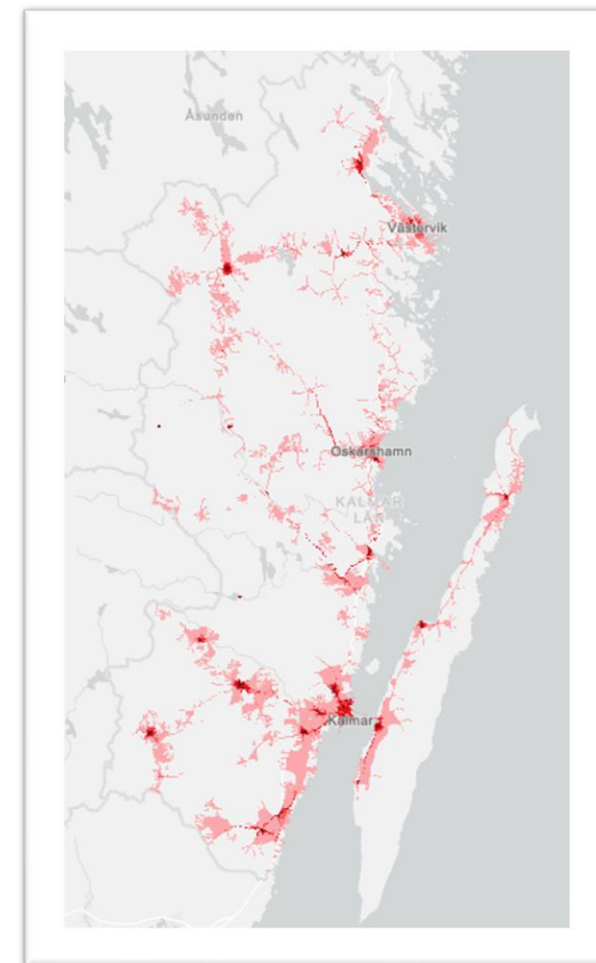 Åsunden
Västervik
Oskarshamn
KALMAR
LÄN
Kalmar